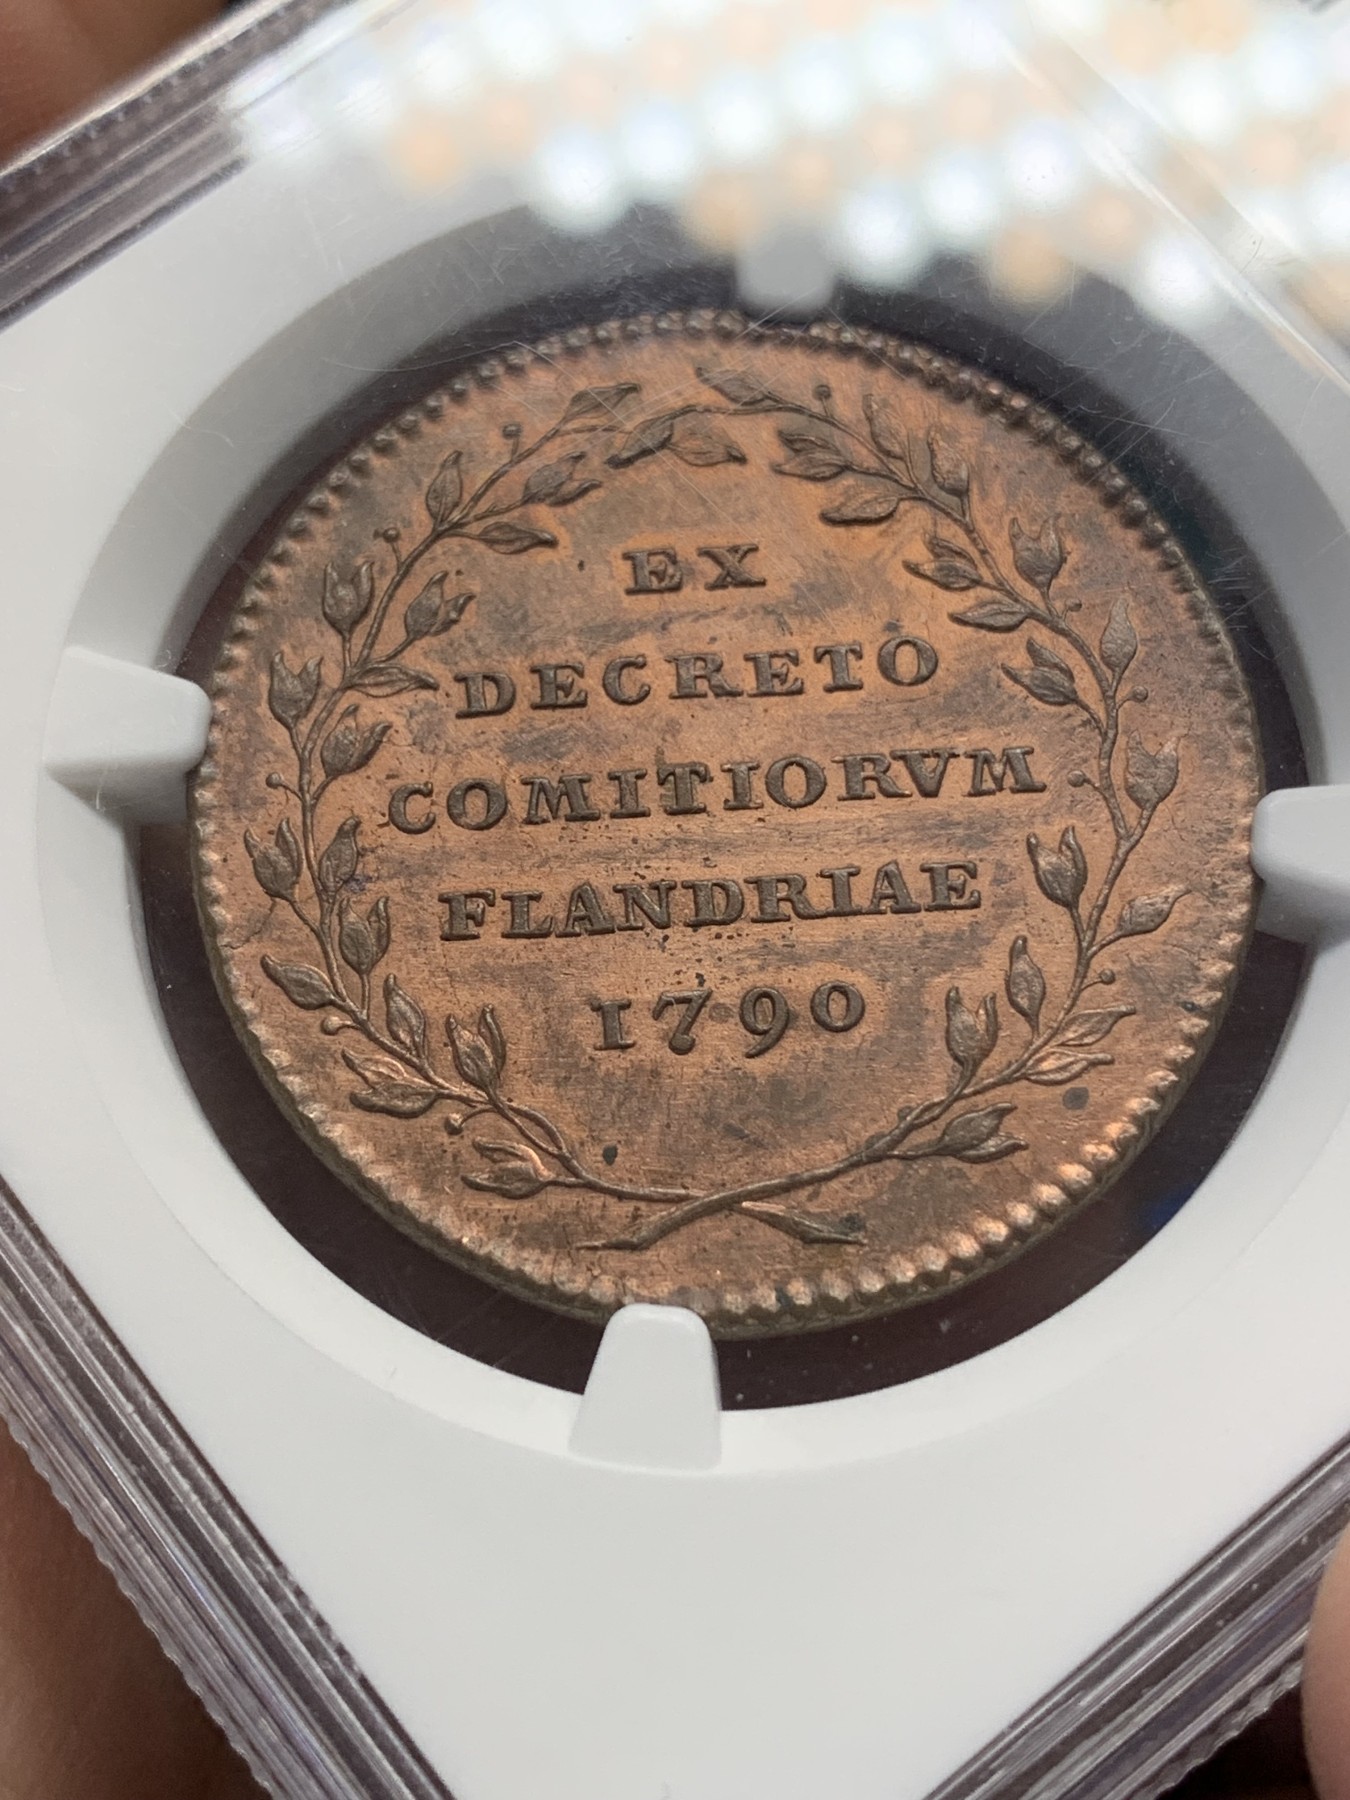 EX
DECRETO
COMITIORVM
FLANDRIAE
1790